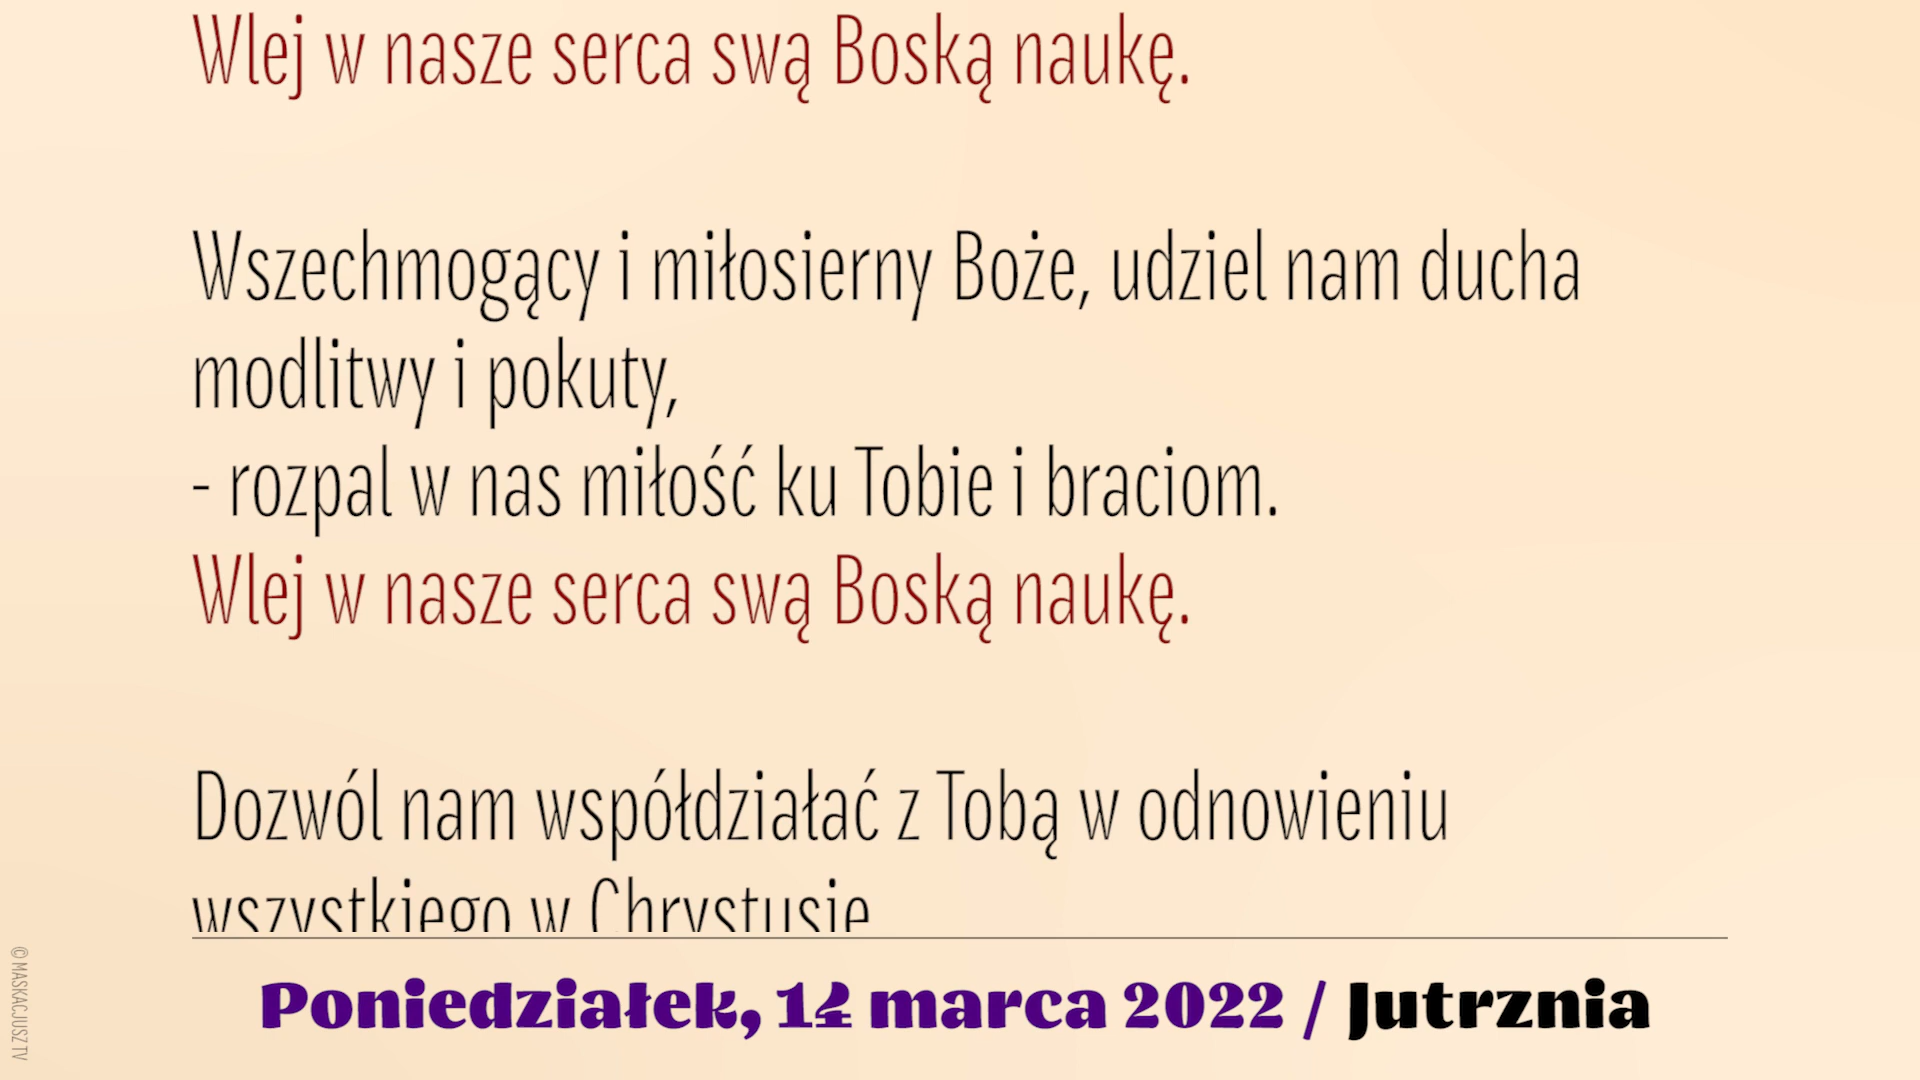 Wlej w nasze serca swą Boską naukę.
Wszechmogący i miłosierny Boże, udziel nam ducha
modlitwy i pokuty,
- rozpal w nas miłość ku Tobie i braciom.
Wlej w nasze serca swą Boską naukę.
Dozwól nam współdziałać z Tobą w odnowieniu
wszystkiego w Chrystusie
Poniedziałek, 14 marca 2022 / Jutrznia
© MASKACJUSZ TV